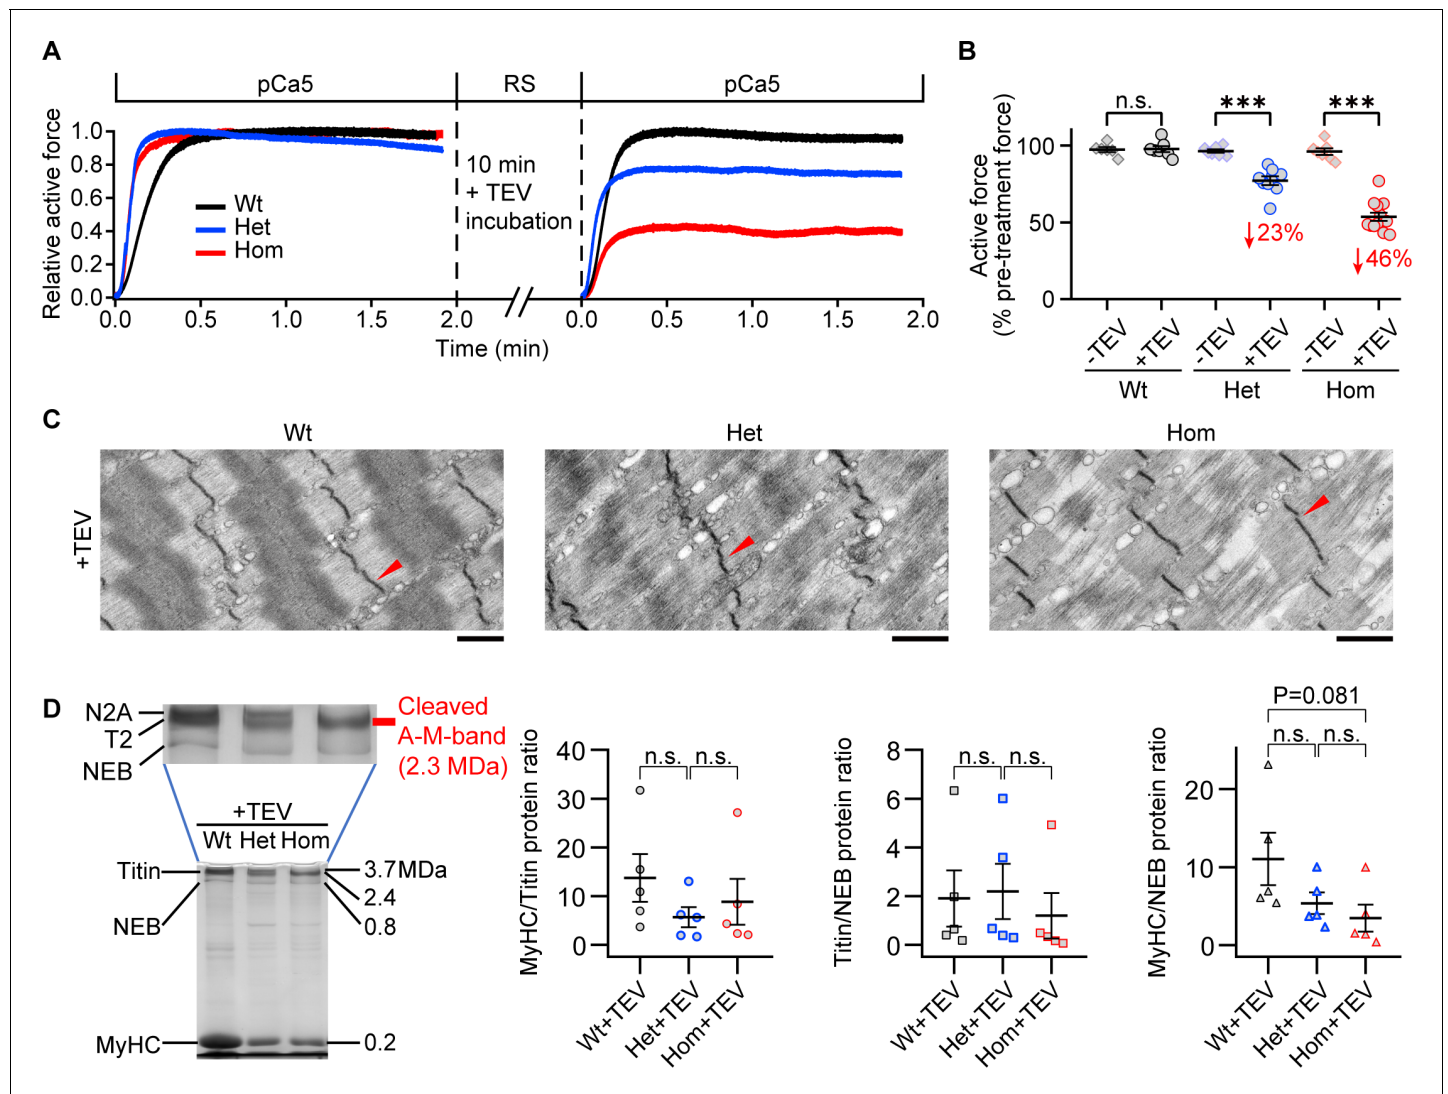 A
pCa5
RS
pCa5
Relative active force
1.0
0.8
0.6
0.4
0.2
0.0
Wt
Het
Hom
10 min
+ TEV
incubation
0.0
0.5
1.0
1.5
2.0
0.0
0.5
1.0
1.5
2.0
Time (min)
B
n.s.
***
***
Active force
(% pre-treatment force)
100
50
0
↓23%
↓46%
-TEV
+TEV
-TEV
+TEV
-TEV
+TEV
Wt
Het
Hom
C
Wt
Het
Hom
+TEV
D
N2A
T2
NEB
Cleaved
A-M-band
(2.3 MDa)
+TEV
Wt Het Hom
Titin
NEB
MyHC
3.7MDa
2.4
0.8
0.2
MyHC/Titin protein ratio
40
30
20
10
0
n.s.
n.s.
Wt+TEV
Het+TEV
Hom+TEV
Titin/NEB protein ratio
8
6
4
2
0
n.s.
n.s.
Wt+TEV
Het+TEV
Hom+TEV
MyHC/NEB protein ratio
P=0.081
n.s.
n.s.
20
10
0
Wt+TEV
Het+TEV
Hom+TEV